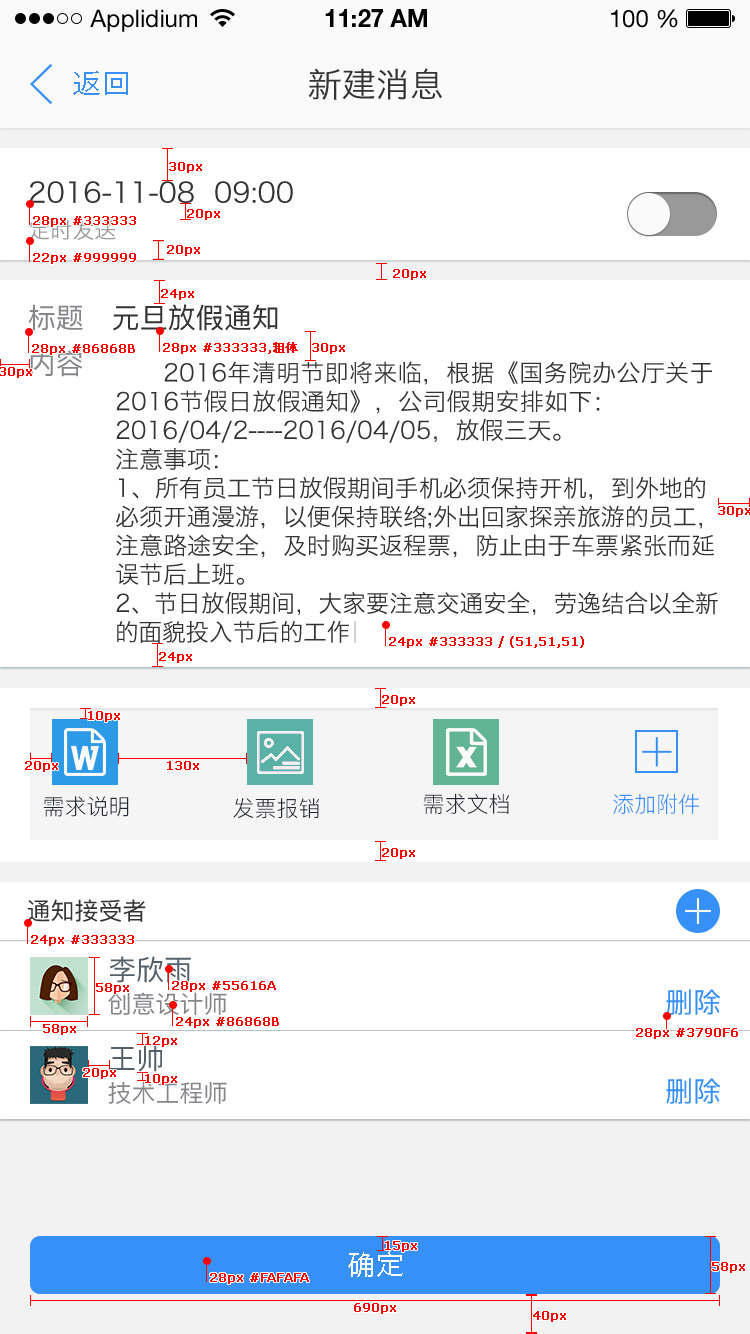 Applidium 11:27 AM 100 %
返回 新建消息
30px
2016-11-08 09:00
20px
28px #333333
定时发送
20px
22px #999999
20px
24px
标题 元旦放假通知
28px #86868B 28px #333333,粗体 30px
内容
30px
2016年清明节即将来临，根据《国务院办公厅关于
2016节假日放假通知》，公司假期安排如下：
2016/04/2----2016/04/05，放假三天。
注意事项：
1、所有员工节日放假期间手机必须保持开机，到外地的
30px
必须开通漫游，以便保持联络;外出回家探亲旅游的员工，
注意路途安全，及时购买返程票，防止由于车票紧张而延
误节后上班。
2、节日放假期间，大家要注意交通安全，劳逸结合以全新
的面貌投入节后的工作
24px #333333 / (51,51,51)
24px
20px
10px
20px 130x
需求说明 发票报销 需求文档 添加附件
20px
通知接受者
24px #333333
李欣雨
58px 28px #55616A
创意设计师 删除
24px #86868B
58px 28px #3790F6
12px
王帅
20px 10px
技术工程师 删除
15px
确定
58px
28px #FAFAFA
690px
40px